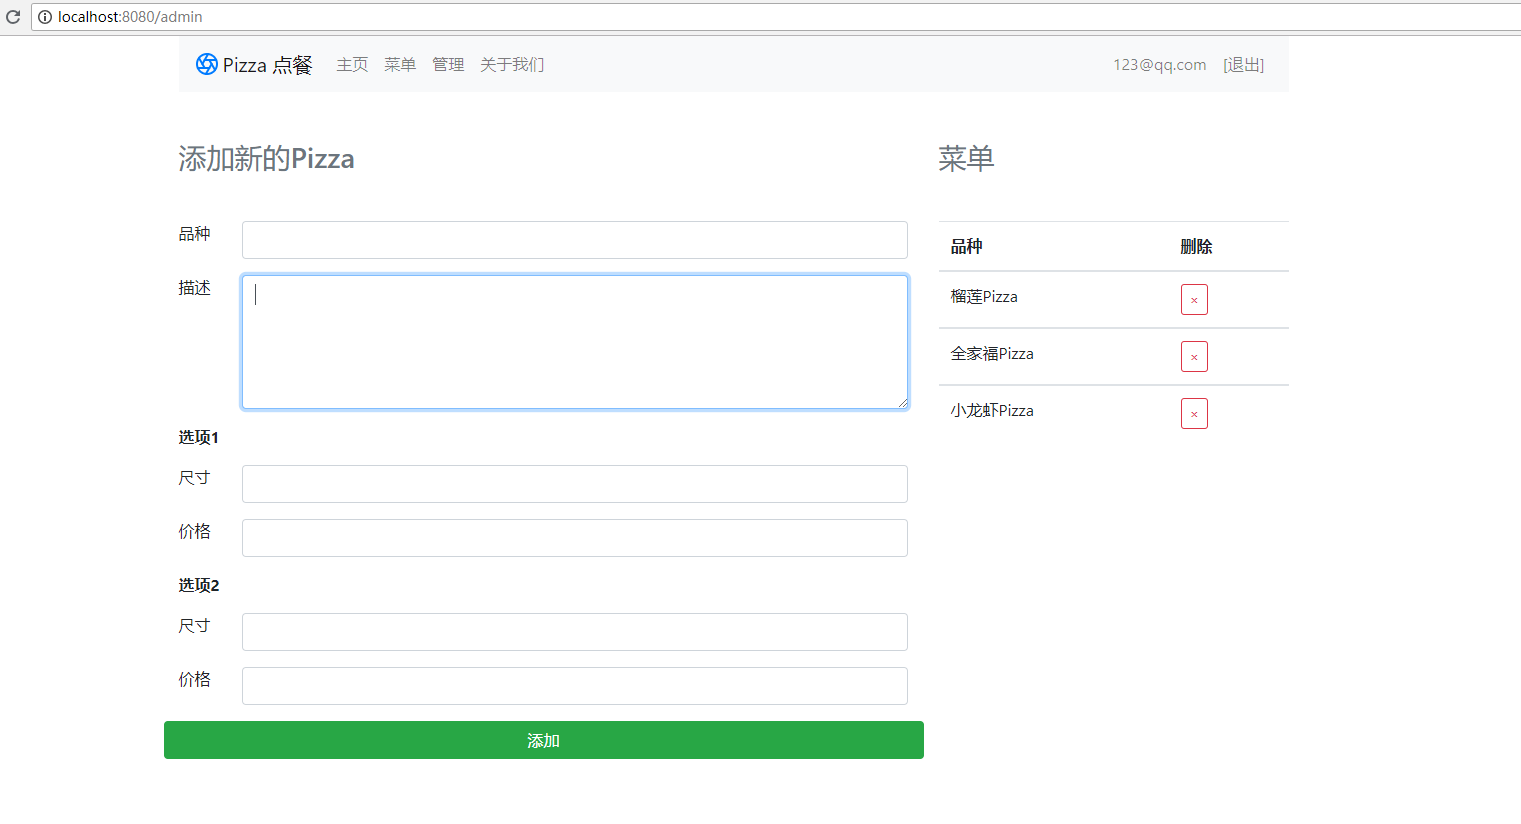 localhost:8080/admin
Pizza 点餐 主页 菜单 管理 关于我们 123@qq.com [退出]
添加新的Pizza
品种
描述
选项1
尺寸
价格
选项2
尺寸
价格
添加
菜单
品种 删除
榴莲Pizza ×
全家福Pizza ×
小龙虾Pizza ×